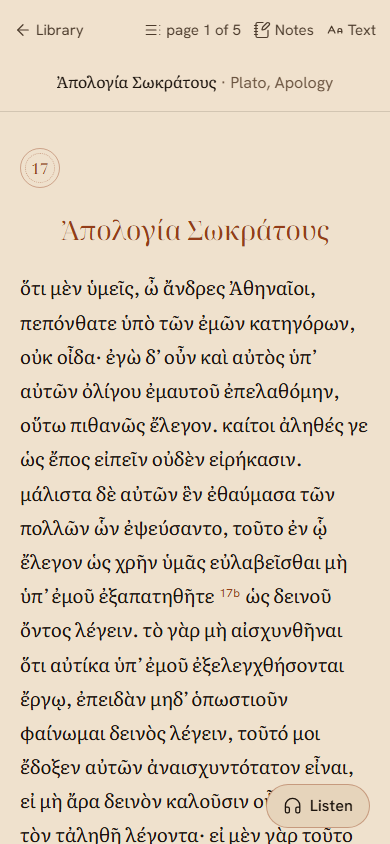 Library
page 1 of 5
Notes
Aa Text
Ἀπολογία Σωκράτους · Plato, Apology
17
Ἀπολογία Σωκράτους
ὅτι μὲν ὑμεῖς, ὦ ἄνδρες Ἀθηναῖοι,
πεπόνθατε ὑπὸ τῶν ἐμῶν κατηγόρων,
οὐκ οἶδα· ἐγὼ δ’ οὖν καὶ αὐτὸς ὑπ’
αὐτῶν ὀλίγου ἐμαυτοῦ ἐπελαθόμην,
οὕτω πιθανῶς ἔλεγον. καίτοι ἀληθές γε
ὡς ἔπος εἰπεῖν οὐδὲν εἰρήκασιν.
μάλιστα δὲ αὐτῶν ἓν ἐθαύμασα τῶν
πολλῶν ὧν ἐψεύσαντο, τοῦτο ἐν ᾧ
ἔλεγον ὡς χρῆν ὑμᾶς εὐλαβεῖσθαι μὴ
ὑπ’ ἐμοῦ ἐξαπατηθῆτε 17b ὡς δεινοῦ
ὄντος λέγειν. τὸ γὰρ μὴ αἰσχυνθῆναι
ὅτι αὐτίκα ὑπ’ ἐμοῦ ἐξελεγχθήσονται
ἔργῳ, ἐπειδὰν μηδ’ ὁπωστιοῦν
φαίνωμαι δεινὸς λέγειν, τοῦτό μοι
ἔδοξεν αὐτῶν ἀναισχυντότατον εἶναι,
εἰ μὴ ἄρα δεινὸν καλοῦσιν
Listen
τὸν τἀληθῆ λέγοντα· εἰ μὲν γὰρ τοῦτο